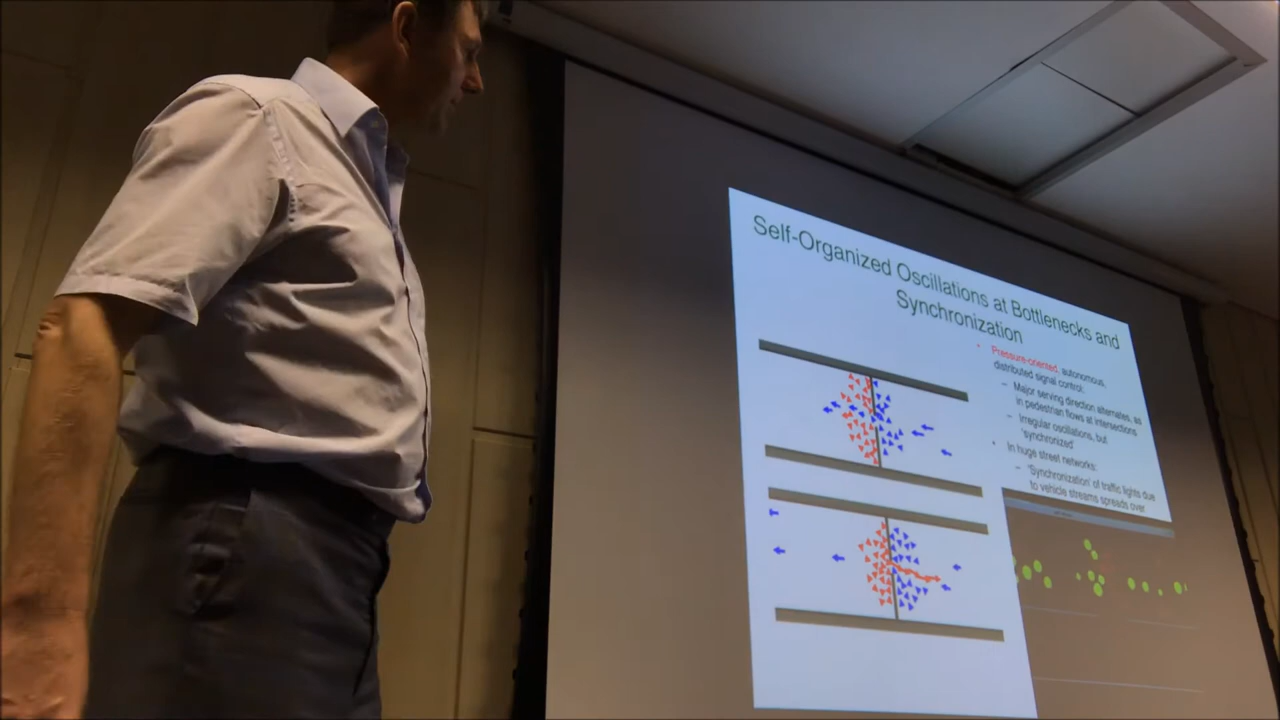 Self-Organized Oscillations at Bottlenecks and
Synchronization
• Pressure-oriented, autonomous,
distributed signal control:
– Major serving direction alternates, as
in pedestrian flows at intersections
– Irregular oscillations, but
'synchronized'
• In huge street networks:
– 'Synchronization' of traffic lights due
to vehicle streams spreads over